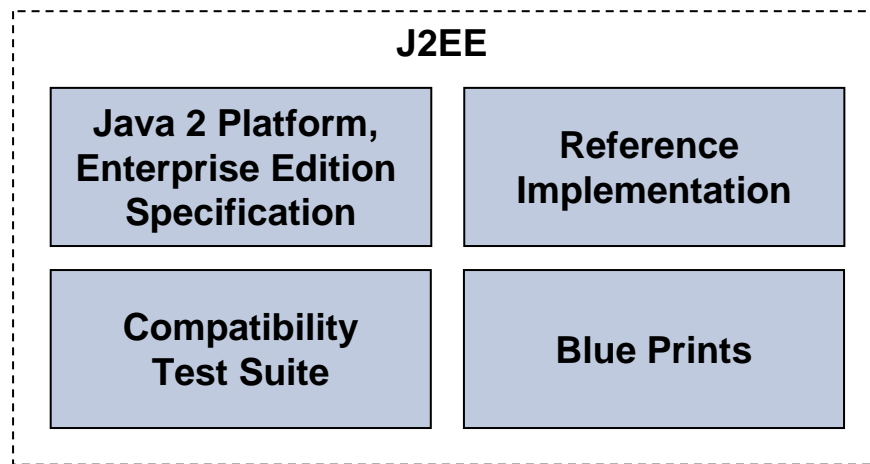 J2EE
Java 2 Platform,
Enterprise Edition
Specification
Reference
Implementation
Compatibility
Test Suite
Blue Prints